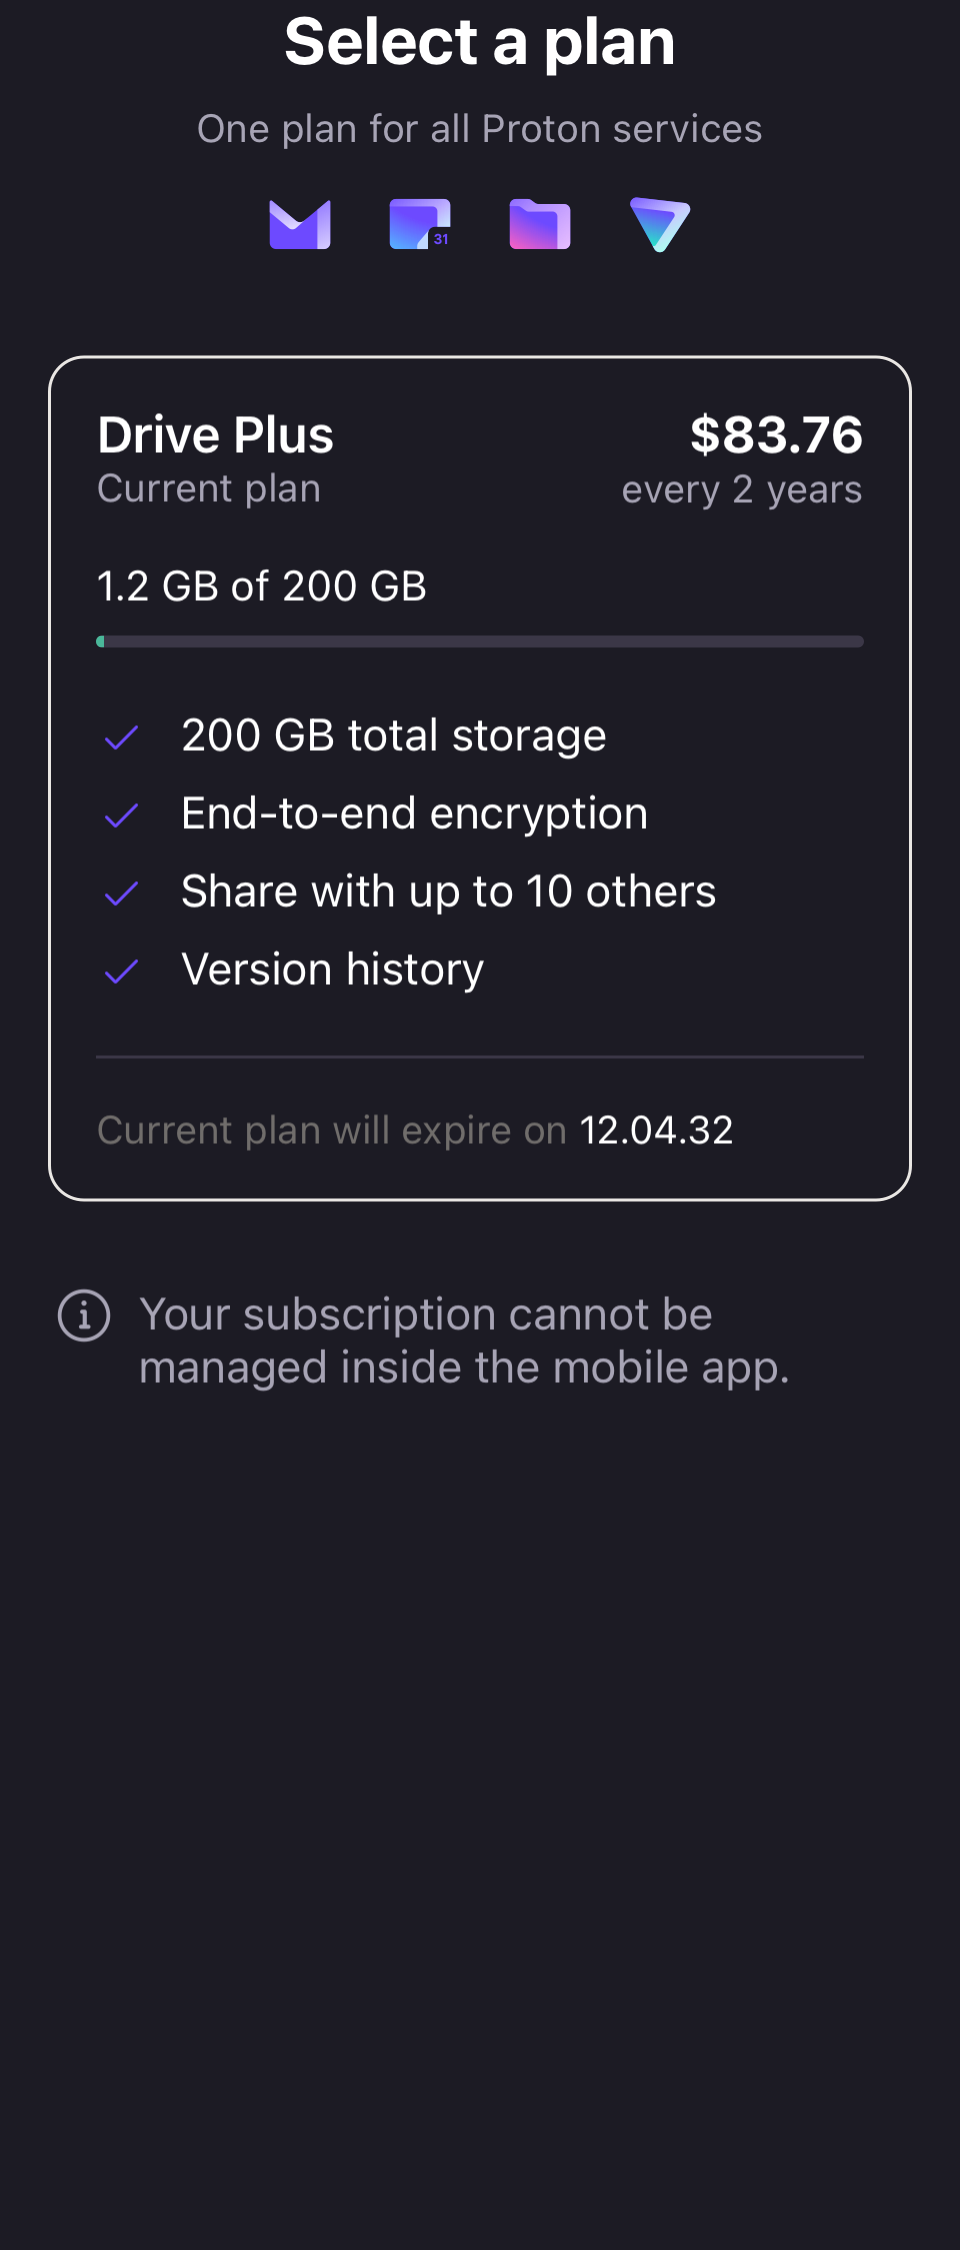 Select a plan
One plan for all Proton services
31
Drive Plus
$83.76
Current plan
every 2 years
1.2 GB of 200 GB
200 GB total storage
End-to-end encryption
Share with up to 10 others
Version history
Current plan will expire on 12.04.32
Your subscription cannot be
managed inside the mobile app.